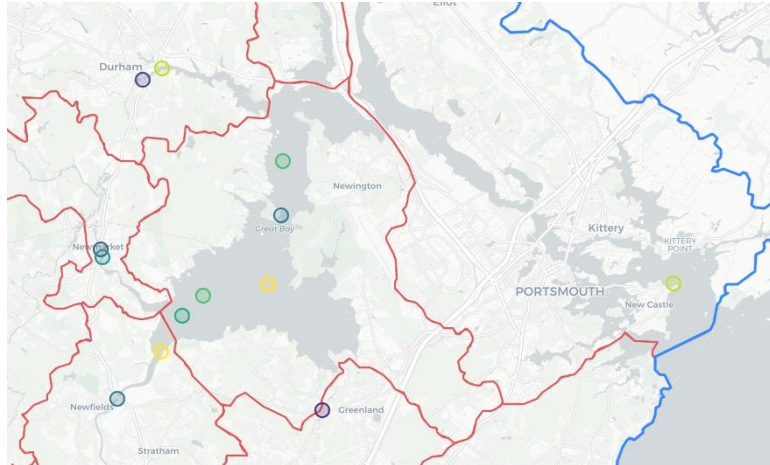 Eliot
Durham
Newington
Great Bay
Kittery
Newmarket
KITTERY
POINT
PORTSMOUTH
New Castle
Newfields
Greenland
Stratham